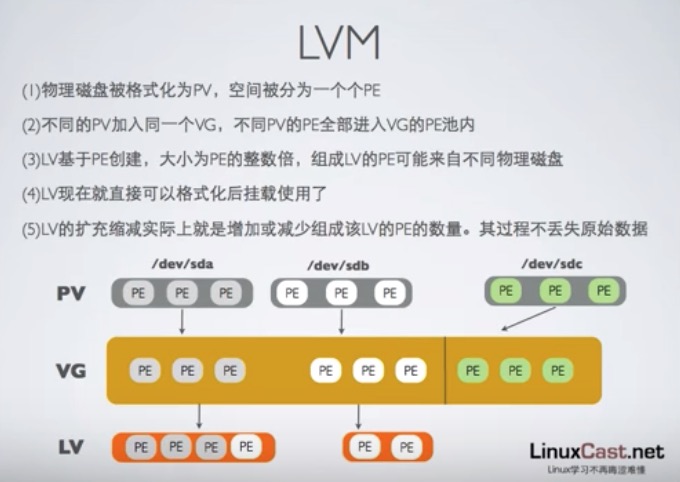 LVM
(1)物理磁盘被格式化为PV，空间被分为一个个PE
(2)不同的PV加入同一个VG，不同PV的PE全部进入VG的PE池内
(3)LV基于PE创建，大小为PE的整数倍，组成LV的PE可能来自不同物理磁盘
(4)LV现在就直接可以格式化后挂载使用了
(5)LV的扩充缩减实际上就是增加或减少组成该LV的PE的数量。其过程不丢失原始数据
/dev/sda /dev/sdb /dev/sdc
PV PE PE PE PE PE PE PE PE PE
VG PE PE PE PE PE PE PE PE PE
LV PE PE PE PE PE PE
LinuxCast.net
Linux学习不再晦涩难懂